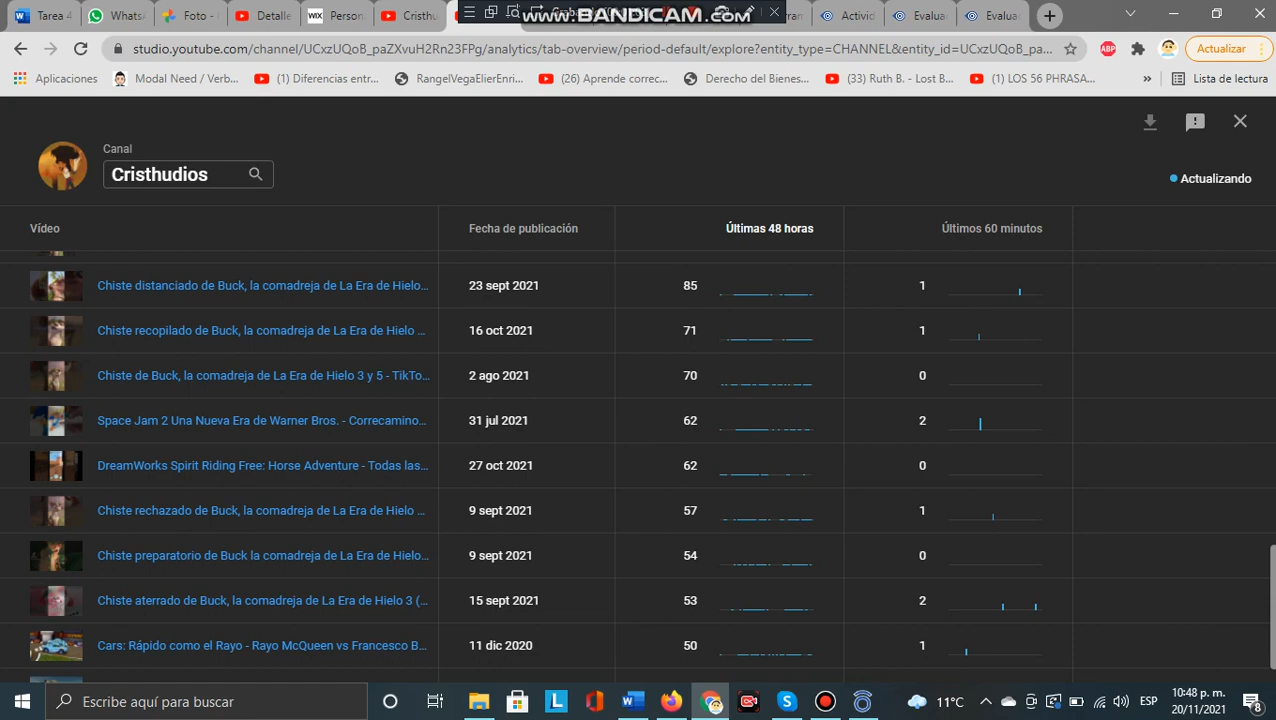 Tarea 4
Whats
Foto -
Detalle
WIX
Person
Cristhu
www.BANDICAM.com
Activid
Evalua
Evalua
studio.youtube.com/channel/UCxzUQoB_paZXvuH2Rn23FPg/analytics/tab-overview/period-default/explore?entity_type=CHANNEL&entity_id=UCxzUQoB_pa...
ABP
Actualizar
Aplicaciones
Modal Need / Verb...
(1) Diferencias entr...
RangelVegaElierEnri...
(26) Aprende correc...
Derecho del Bienes...
(33) Ruth B. - Lost B...
(1) LOS 56 PHRASA...
»
Lista de lectura
Canal
Cristhudios
Actualizando
Vídeo
Fecha de publicación
Últimas 48 horas
Últimos 60 minutos
Chiste distanciado de Buck, la comadreja de La Era de Hielo... 23 sept 2021 85 1
Chiste recopilado de Buck, la comadreja de La Era de Hielo ... 16 oct 2021 71 1
Chiste de Buck, la comadreja de La Era de Hielo 3 y 5 - TikTo... 2 ago 2021 70 0
Space Jam 2 Una Nueva Era de Warner Bros. - Correcamino... 31 jul 2021 62 2
DreamWorks Spirit Riding Free: Horse Adventure - Todas las... 27 oct 2021 62 0
Chiste rechazado de Buck, la comadreja de La Era de Hielo ... 9 sept 2021 57 1
Chiste preparatorio de Buck la comadreja de La Era de Hielo... 9 sept 2021 54 0
Chiste aterrado de Buck, la comadreja de La Era de Hielo 3 (... 15 sept 2021 53 2
Cars: Rápido como el Rayo - Rayo McQueen vs Francesco B... 11 dic 2020 50 1
Escribe aquí para buscar
11°C
ESP
10:48 p. m.
20/11/2021
8